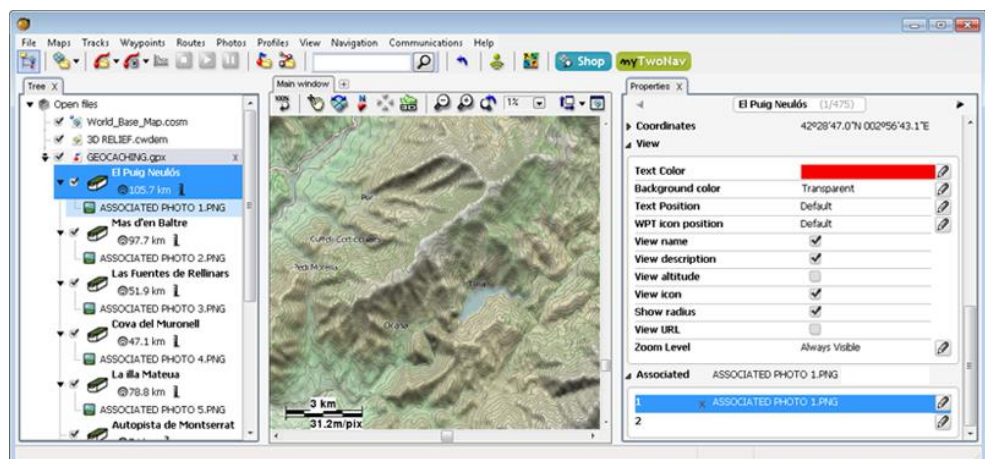 File Maps Tracks Waypoints Routes Photos Profiles View Navigation Communications Help
Shop
myTwoNav
Tree X
Open files
World_Base_Map.cosm
3D RELIEF.cwdem
GEOCACHING.gpx x
El Puig Neulós
105.7 km
ASSOCIATED PHOTO 1.PNG
Mas d'en Baltre
97.7 km
ASSOCIATED PHOTO 2.PNG
Las Fuentes de Rellinars
51.9 km
ASSOCIATED PHOTO 3.PNG
Cova del Muronell
47.1 km
ASSOCIATED PHOTO 4.PNG
La illa Mateua
78.8 km
ASSOCIATED PHOTO 5.PNG
Autopista de Montserrat
Main window
100%
1%
Ocaña
3 km
31.2m/pix
Properties X
El Puig Neulós (1/475)
Coordinates 42º28'47.0"N 002º56'43.1"E
View
Text Color
Background color Transparent
Text Position Default
WPT icon position Default
View name
View description
View altitude
View icon
Show radius
View URL
Zoom Level Always Visible
Associated ASSOCIATED PHOTO 1.PNG
1 x ASSOCIATED PHOTO 1.PNG
2